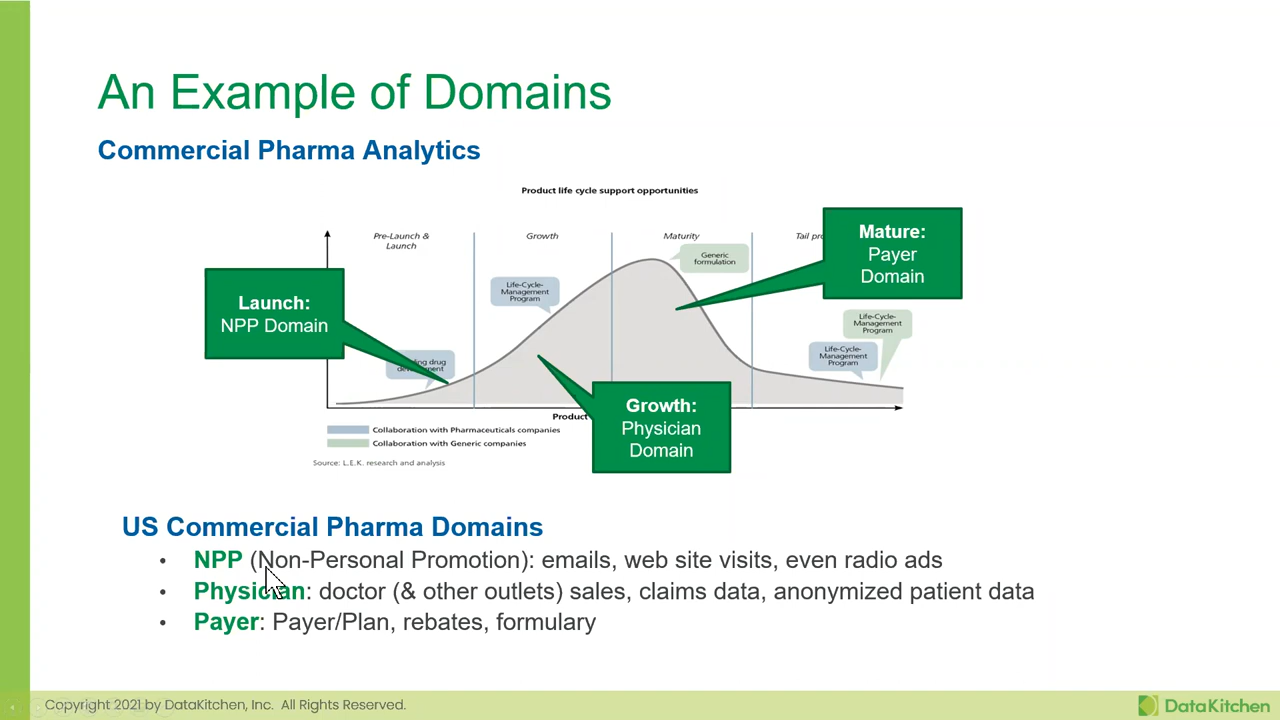 An Example of Domains
Commercial Pharma Analytics
Product life cycle support opportunities
Pre-Launch &
Launch
Growth
Maturity
Tail
Mature:
Payer
Domain
Generic
formulation
Life-Cycle-
Management
Program
Launch:
NPP Domain
drug
Life-Cycle-
Management
Program
Life-Cycle-
Management
Program
Growth:
Physician
Domain
Product
Collaboration with Pharmaceuticals companies
Collaboration with Generic companies
Source: L.E.K. research and analysis
US Commercial Pharma Domains
• NPP (Non-Personal Promotion): emails, web site visits, even radio ads
• Physician: doctor (& other outlets) sales, claims data, anonymized patient data
• Payer: Payer/Plan, rebates, formulary
Copyright 2021 by DataKitchen, Inc. All Rights Reserved.
DataKitchen